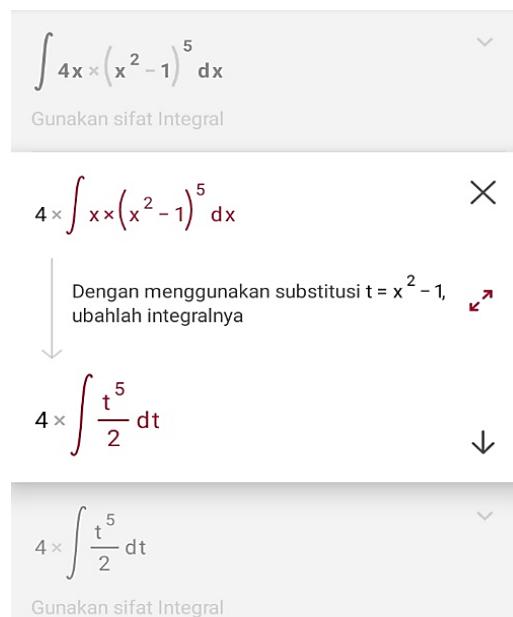 ∫ 4x × (x² - 1)⁵ dx
Gunakan sifat Integral
4 × ∫ x × (x² - 1)⁵ dx
Dengan menggunakan substitusi t = x² - 1,
ubahlah integralnya
4 × ∫ t⁵/2 dt
4 × ∫ t⁵/2 dt
Gunakan sifat Integral